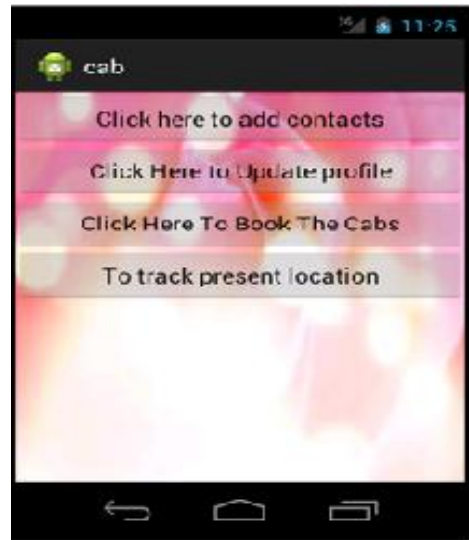 3G 11:25
cab
Click here to add contacts
Click Here to Update profile
Click Here To Book The Cabs
To track present location